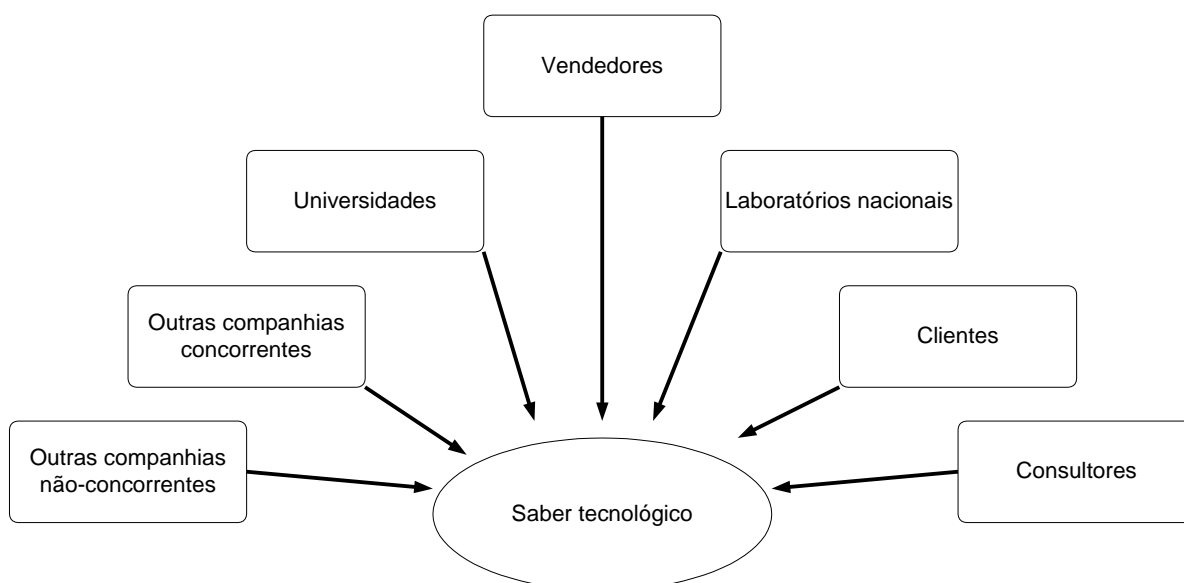 Vendedores
Universidades
Laboratórios nacionais
Outras companhias
concorrentes
Clientes
Outras companhias
não-concorrentes
Consultores
Saber tecnológico